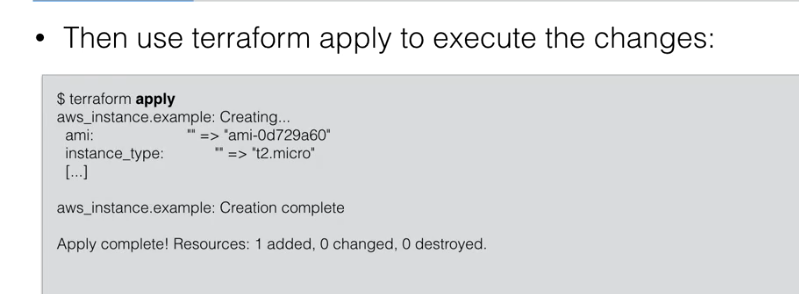 • Then use terraform apply to execute the changes:
$ terraform apply
aws_instance.example: Creating...
ami: "" => "ami-0d729a60"
instance_type: "" => "t2.micro"
[...]
aws_instance.example: Creation complete
Apply complete! Resources: 1 added, 0 changed, 0 destroyed.